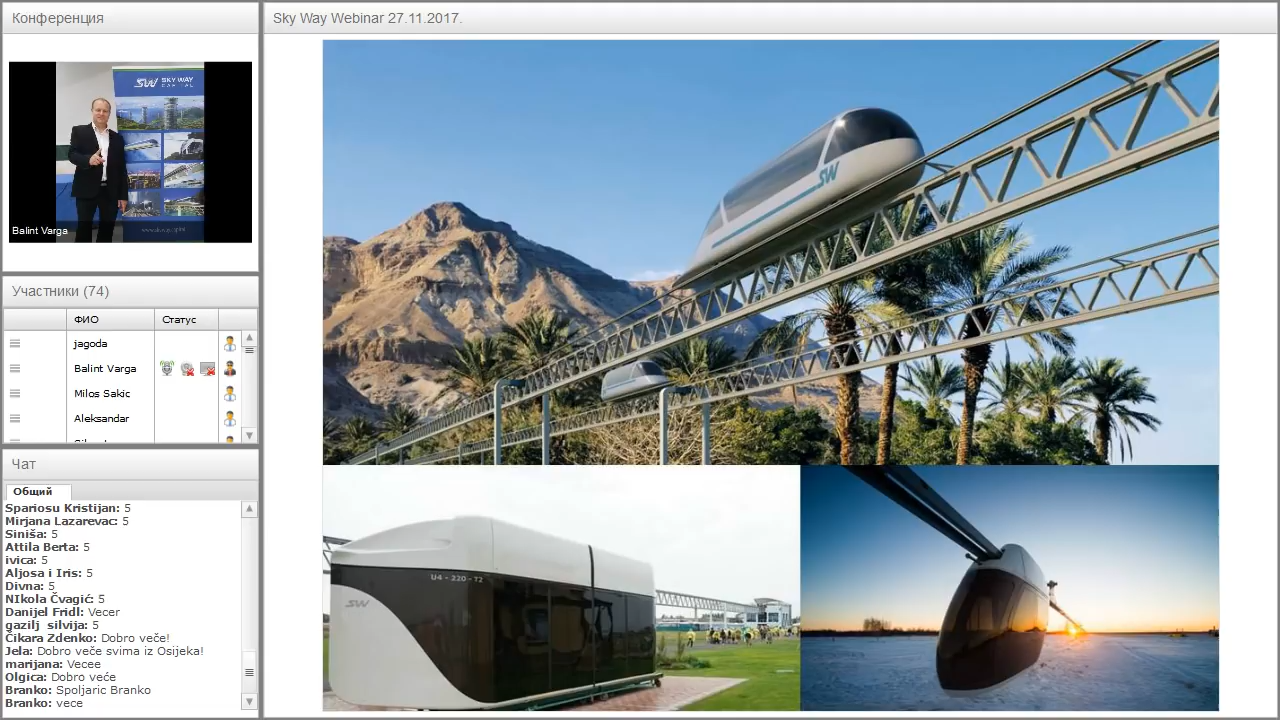 Конференция
SW SKY WAY
CAPITAL
Balint Varga
Участники (74)
ФИО Статус
jagoda
Balint Varga
Milos Sakic
Aleksandar
Чат
Общий
Spariosu Kristijan: 5
Mirjana Lazarevac: 5
Siniša: 5
Attila Berta: 5
ivica: 5
Aljosa i Iris: 5
Divna: 5
NIkola Čvagić: 5
Danijel Fridl: Vecer
gazilj_silvija: 5
Čikara Zdenko: Dobro veče!
Jela: Dobro veče svima iz Osijeka!
marijana: Vecee
Olgica: Dobro veče
Branko: Spoljaric Branko
Branko: vece
Sky Way Webinar 27.11.2017.
SW
U4 - 220 - T2
SW